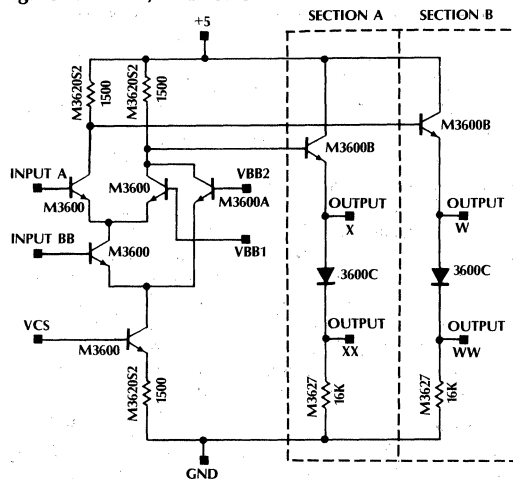 SECTION A
SECTION B
+5
M3620S2
1500
M3620S2
1500
M3600B
M3600B
INPUT A
M3600
M3600
VBB2
M3600A
INPUT BB
M3600
VBB1
OUTPUT
X
OUTPUT
W
3600C
3600C
VCS
M3600
OUTPUT
XX
OUTPUT
WW
M3620S2
1500
M3627
16K
M3627
16K
GND